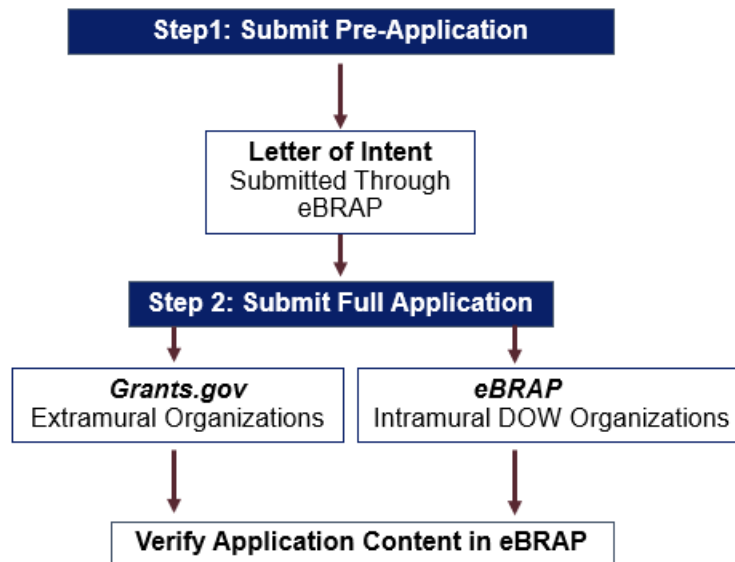 Step1: Submit Pre-Application
Letter of Intent
Submitted Through
eBRAP
Step 2: Submit Full Application
Grants.gov
Extramural Organizations
eBRAP
Intramural DOW Organizations
Verify Application Content in eBRAP